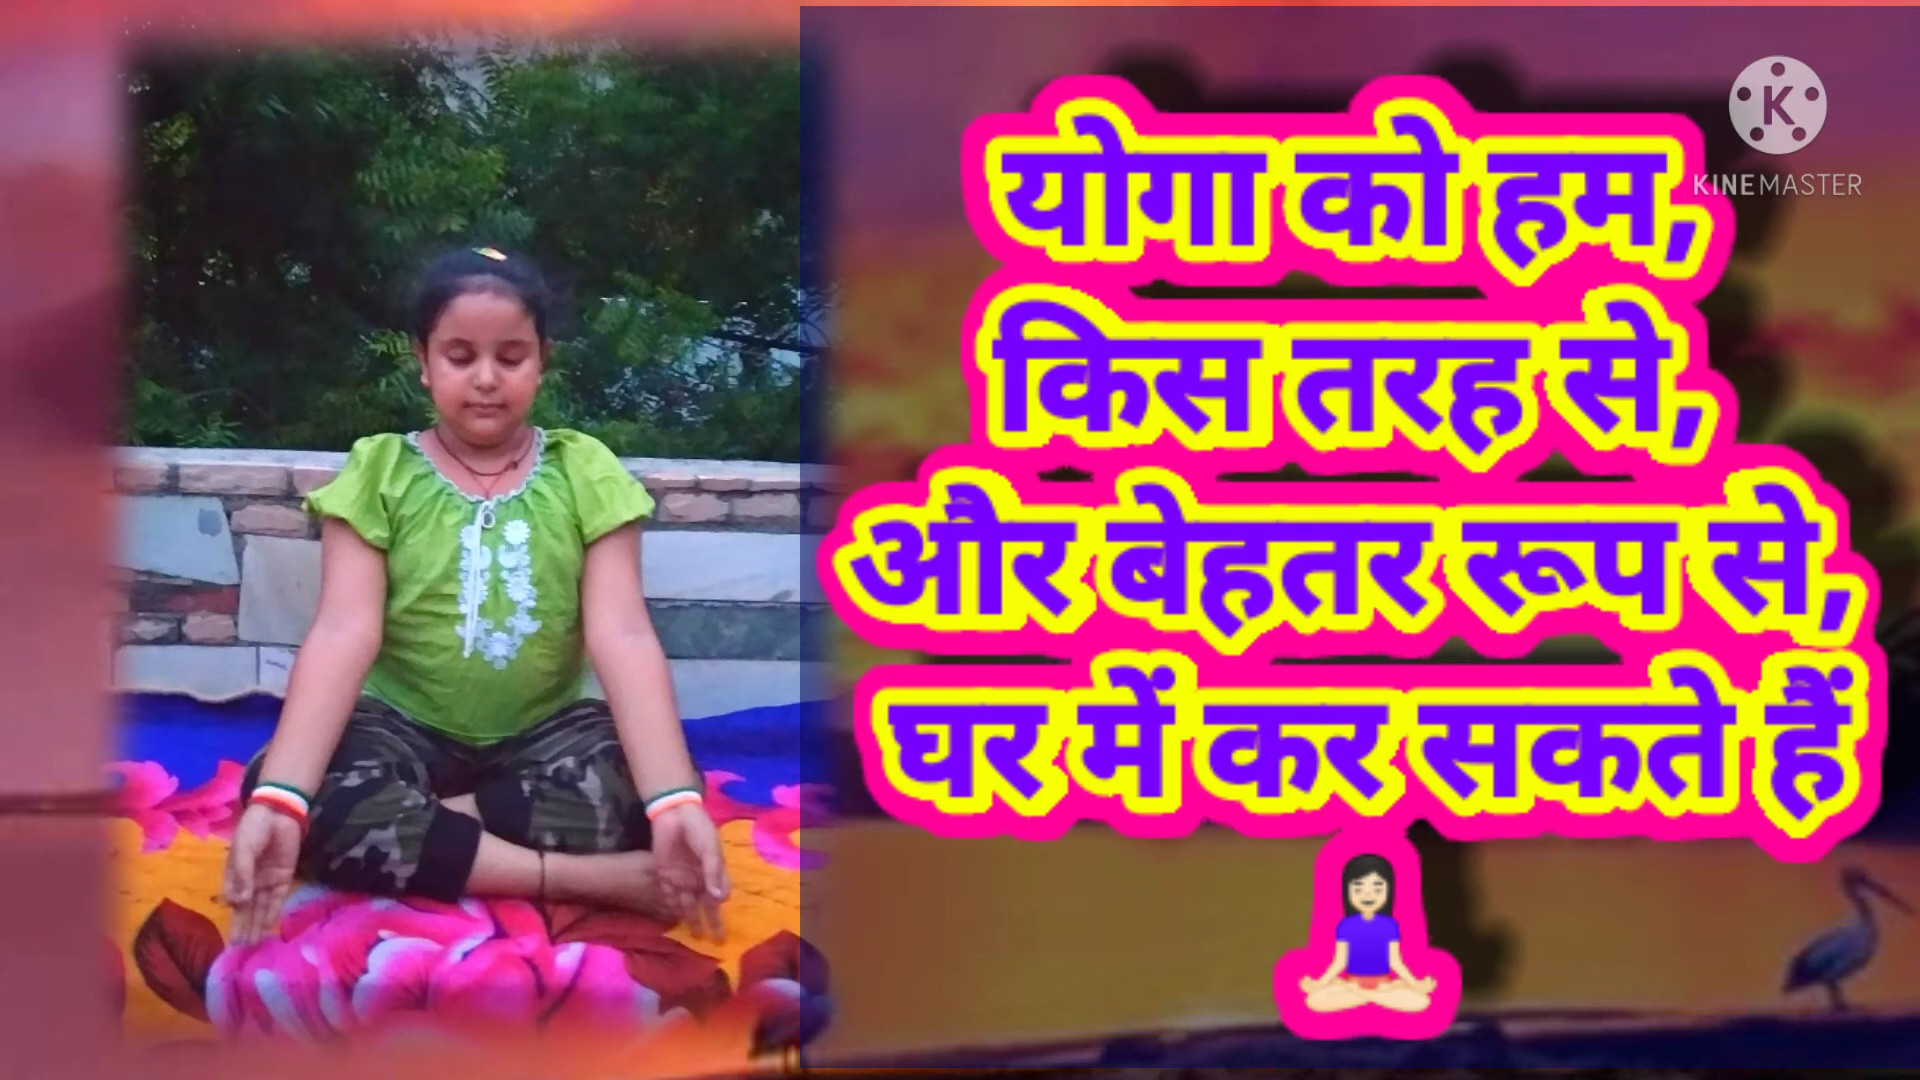 योगा को हम,
किस तरह से,
और बेहतर रूप से,
घर में कर सकते हैं
KINEMASTER